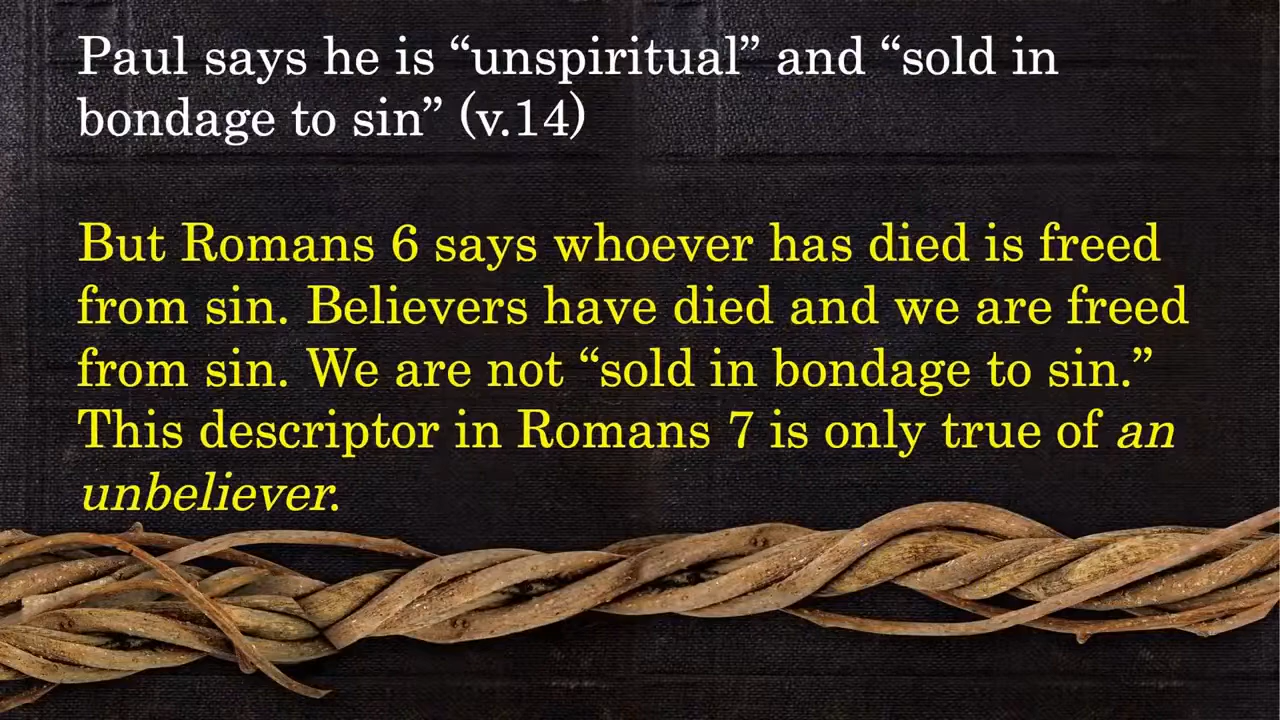 Paul says he is “unspiritual” and “sold in
bondage to sin” (v.14)
But Romans 6 says whoever has died is freed
from sin. Believers have died and we are freed
from sin. We are not “sold in bondage to sin.”
This descriptor in Romans 7 is only true of an
unbeliever.